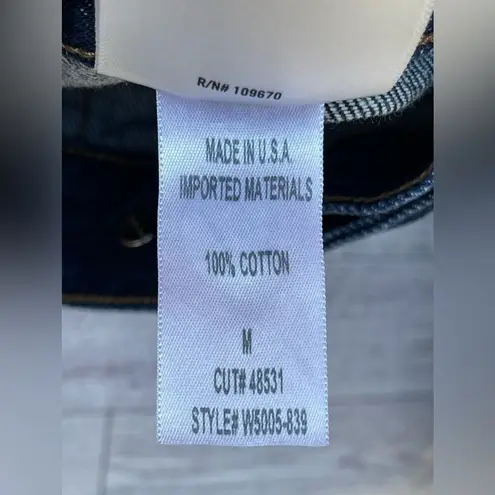 R/N# 109670
MADE IN U.S.A.
IMPORTED MATERIALS
100% COTTON
M
CUT# 48531
STYLE# W5005-839